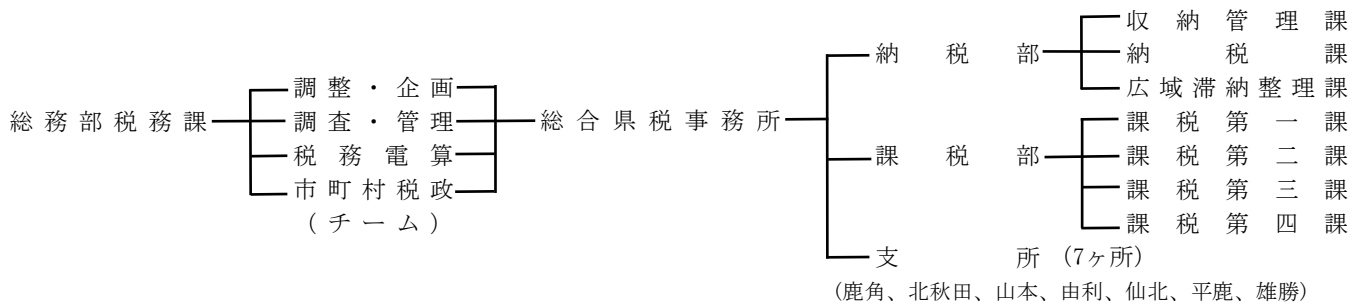 総務部税務課
調整・企画
調査・管理
税務電算
市町村税政
(チーム)
総合県税事務所
納税部
収納管理課
納税課
広域滞納整理課
課税部
課税第一課
課税第二課
課税第三課
課税第四課
支所 (7ヶ所)
(鹿角、北秋田、山本、由利、仙北、平鹿、雄勝)